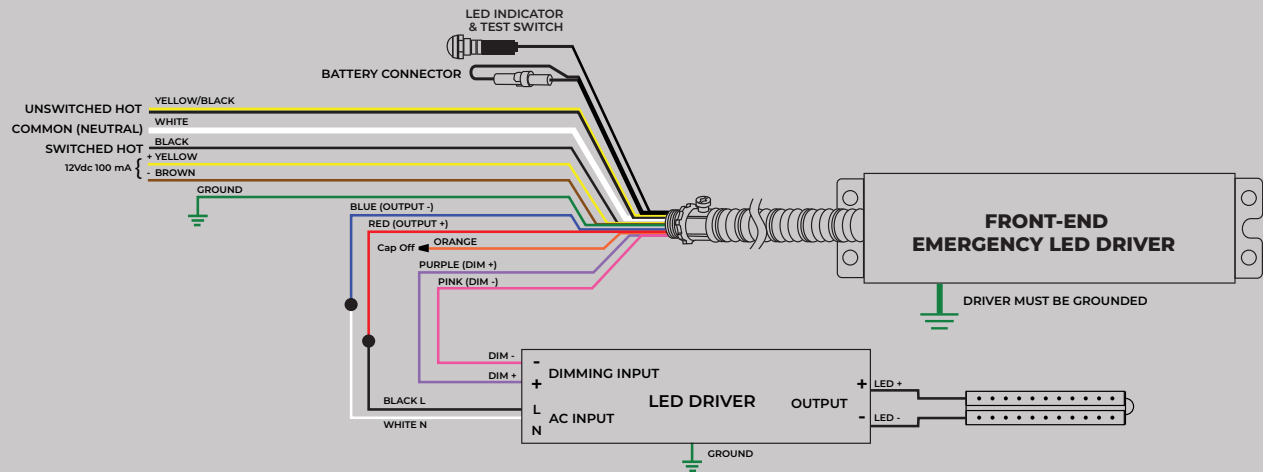 LED INDICATOR
& TEST SWITCH
BATTERY CONNECTOR
UNSWITCHED HOT
YELLOW/BLACK
COMMON (NEUTRAL)
WHITE
SWITCHED HOT
BLACK
12Vdc 100 mA {
+ YELLOW
- BROWN
GROUND
BLUE (OUTPUT -)
RED (OUTPUT +)
Cap Off
ORANGE
PURPLE (DIM +)
PINK (DIM -)
FRONT-END
EMERGENCY LED DRIVER
DRIVER MUST BE GROUNDED
DIM -
-
DIMMING INPUT
DIM +
+
BLACK L
L
AC INPUT
WHITE N
N
LED DRIVER
OUTPUT
+
LED +
-
LED -
GROUND